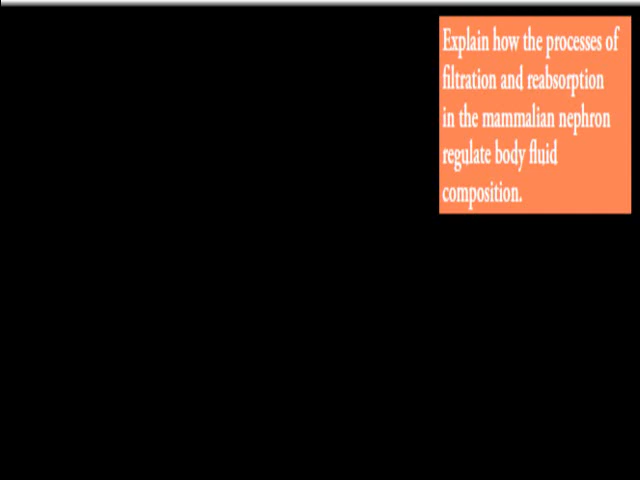 Explain how the processes of
filtration and reabsorption
in the mammalian nephron
regulate body fluid
composition.